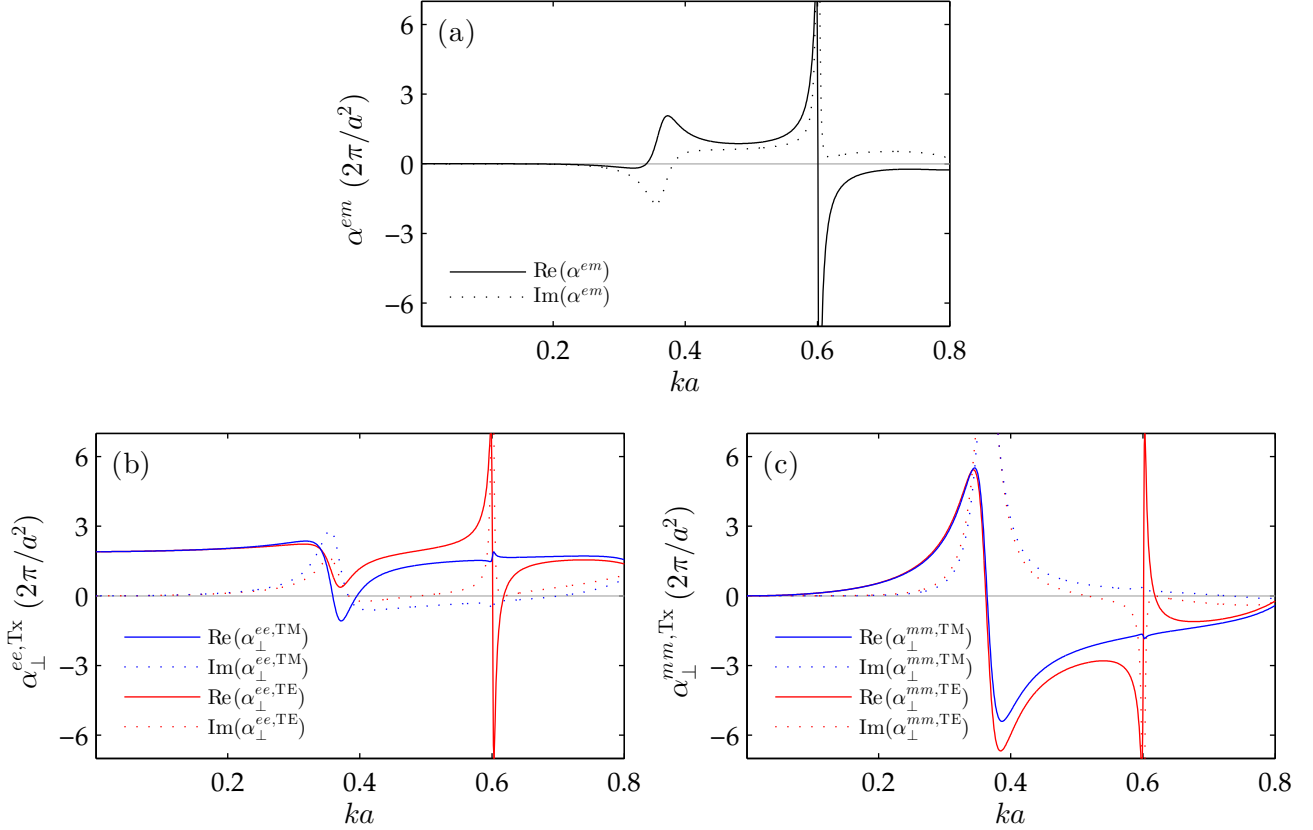 (a)
6
3
0
−3
−6
α^{em} (2π/a^2)
Re(α^{em})
Im(α^{em})
0.2 0.4 0.6 0.8
ka
(b)
6
3
0
−3
−6
α_⊥^{ee,Tx} (2π/a^2)
Re(α_⊥^{ee,TM})
Im(α_⊥^{ee,TM})
Re(α_⊥^{ee,TE})
Im(α_⊥^{ee,TE})
0.2 0.4 0.6 0.8
ka
(c)
6
3
0
−3
−6
α_⊥^{mm,Tx} (2π/a^2)
Re(α_⊥^{mm,TM})
Im(α_⊥^{mm,TM})
Re(α_⊥^{mm,TE})
Im(α_⊥^{mm,TE})
0.2 0.4 0.6 0.8
ka